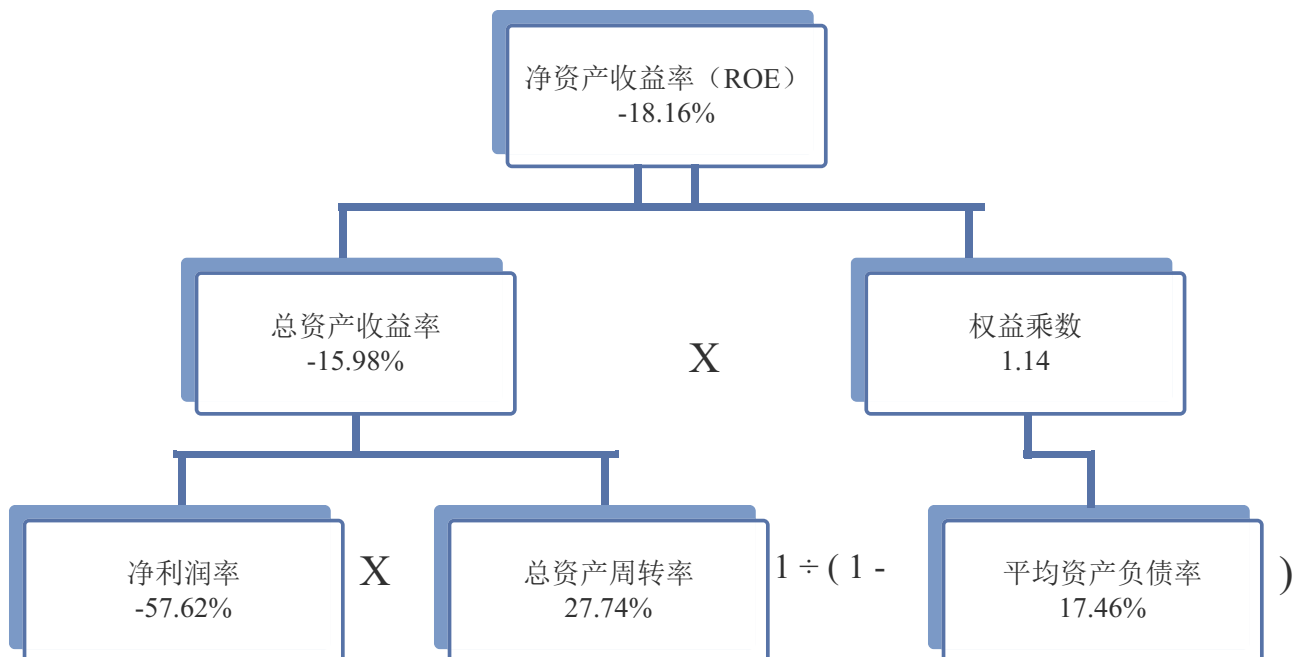 净资产收益率（ROE）
-18.16%
总资产收益率
-15.98%
X
权益乘数
1.14
净利润率
-57.62%
X
总资产周转率
27.74%
1 ÷ ( 1 -
平均资产负债率
17.46%
)